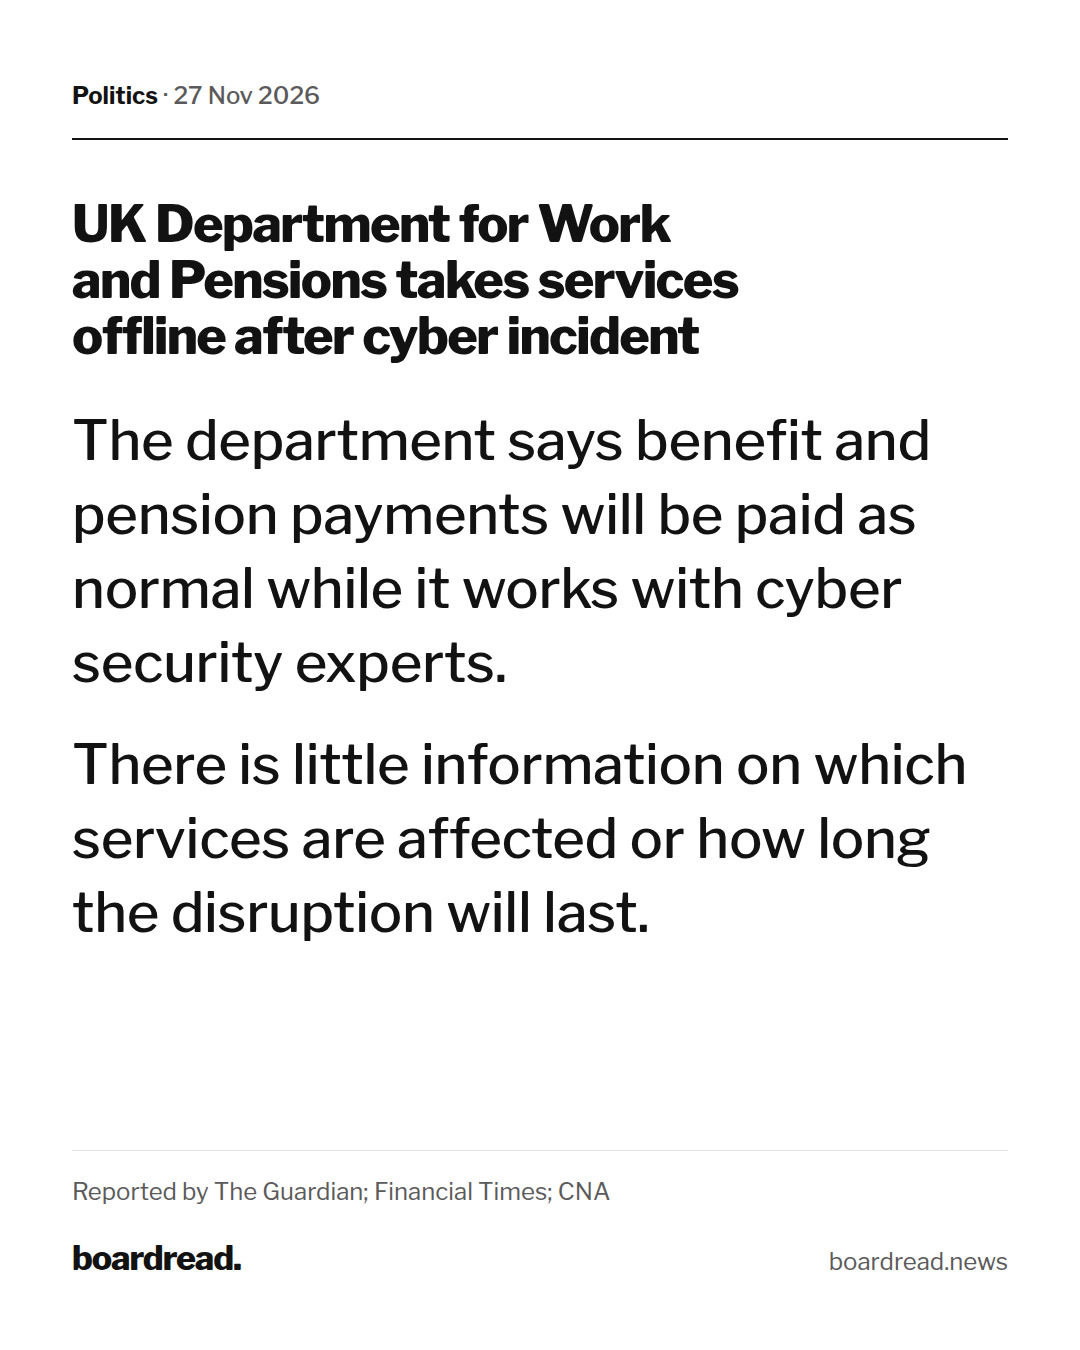 Politics · 27 Nov 2026
UK Department for Work
and Pensions takes services
offline after cyber incident
The department says benefit and
pension payments will be paid as
normal while it works with cyber
security experts.
There is little information on which
services are affected or how long
the disruption will last.
Reported by The Guardian; Financial Times; CNA
boardread.
boardread.news